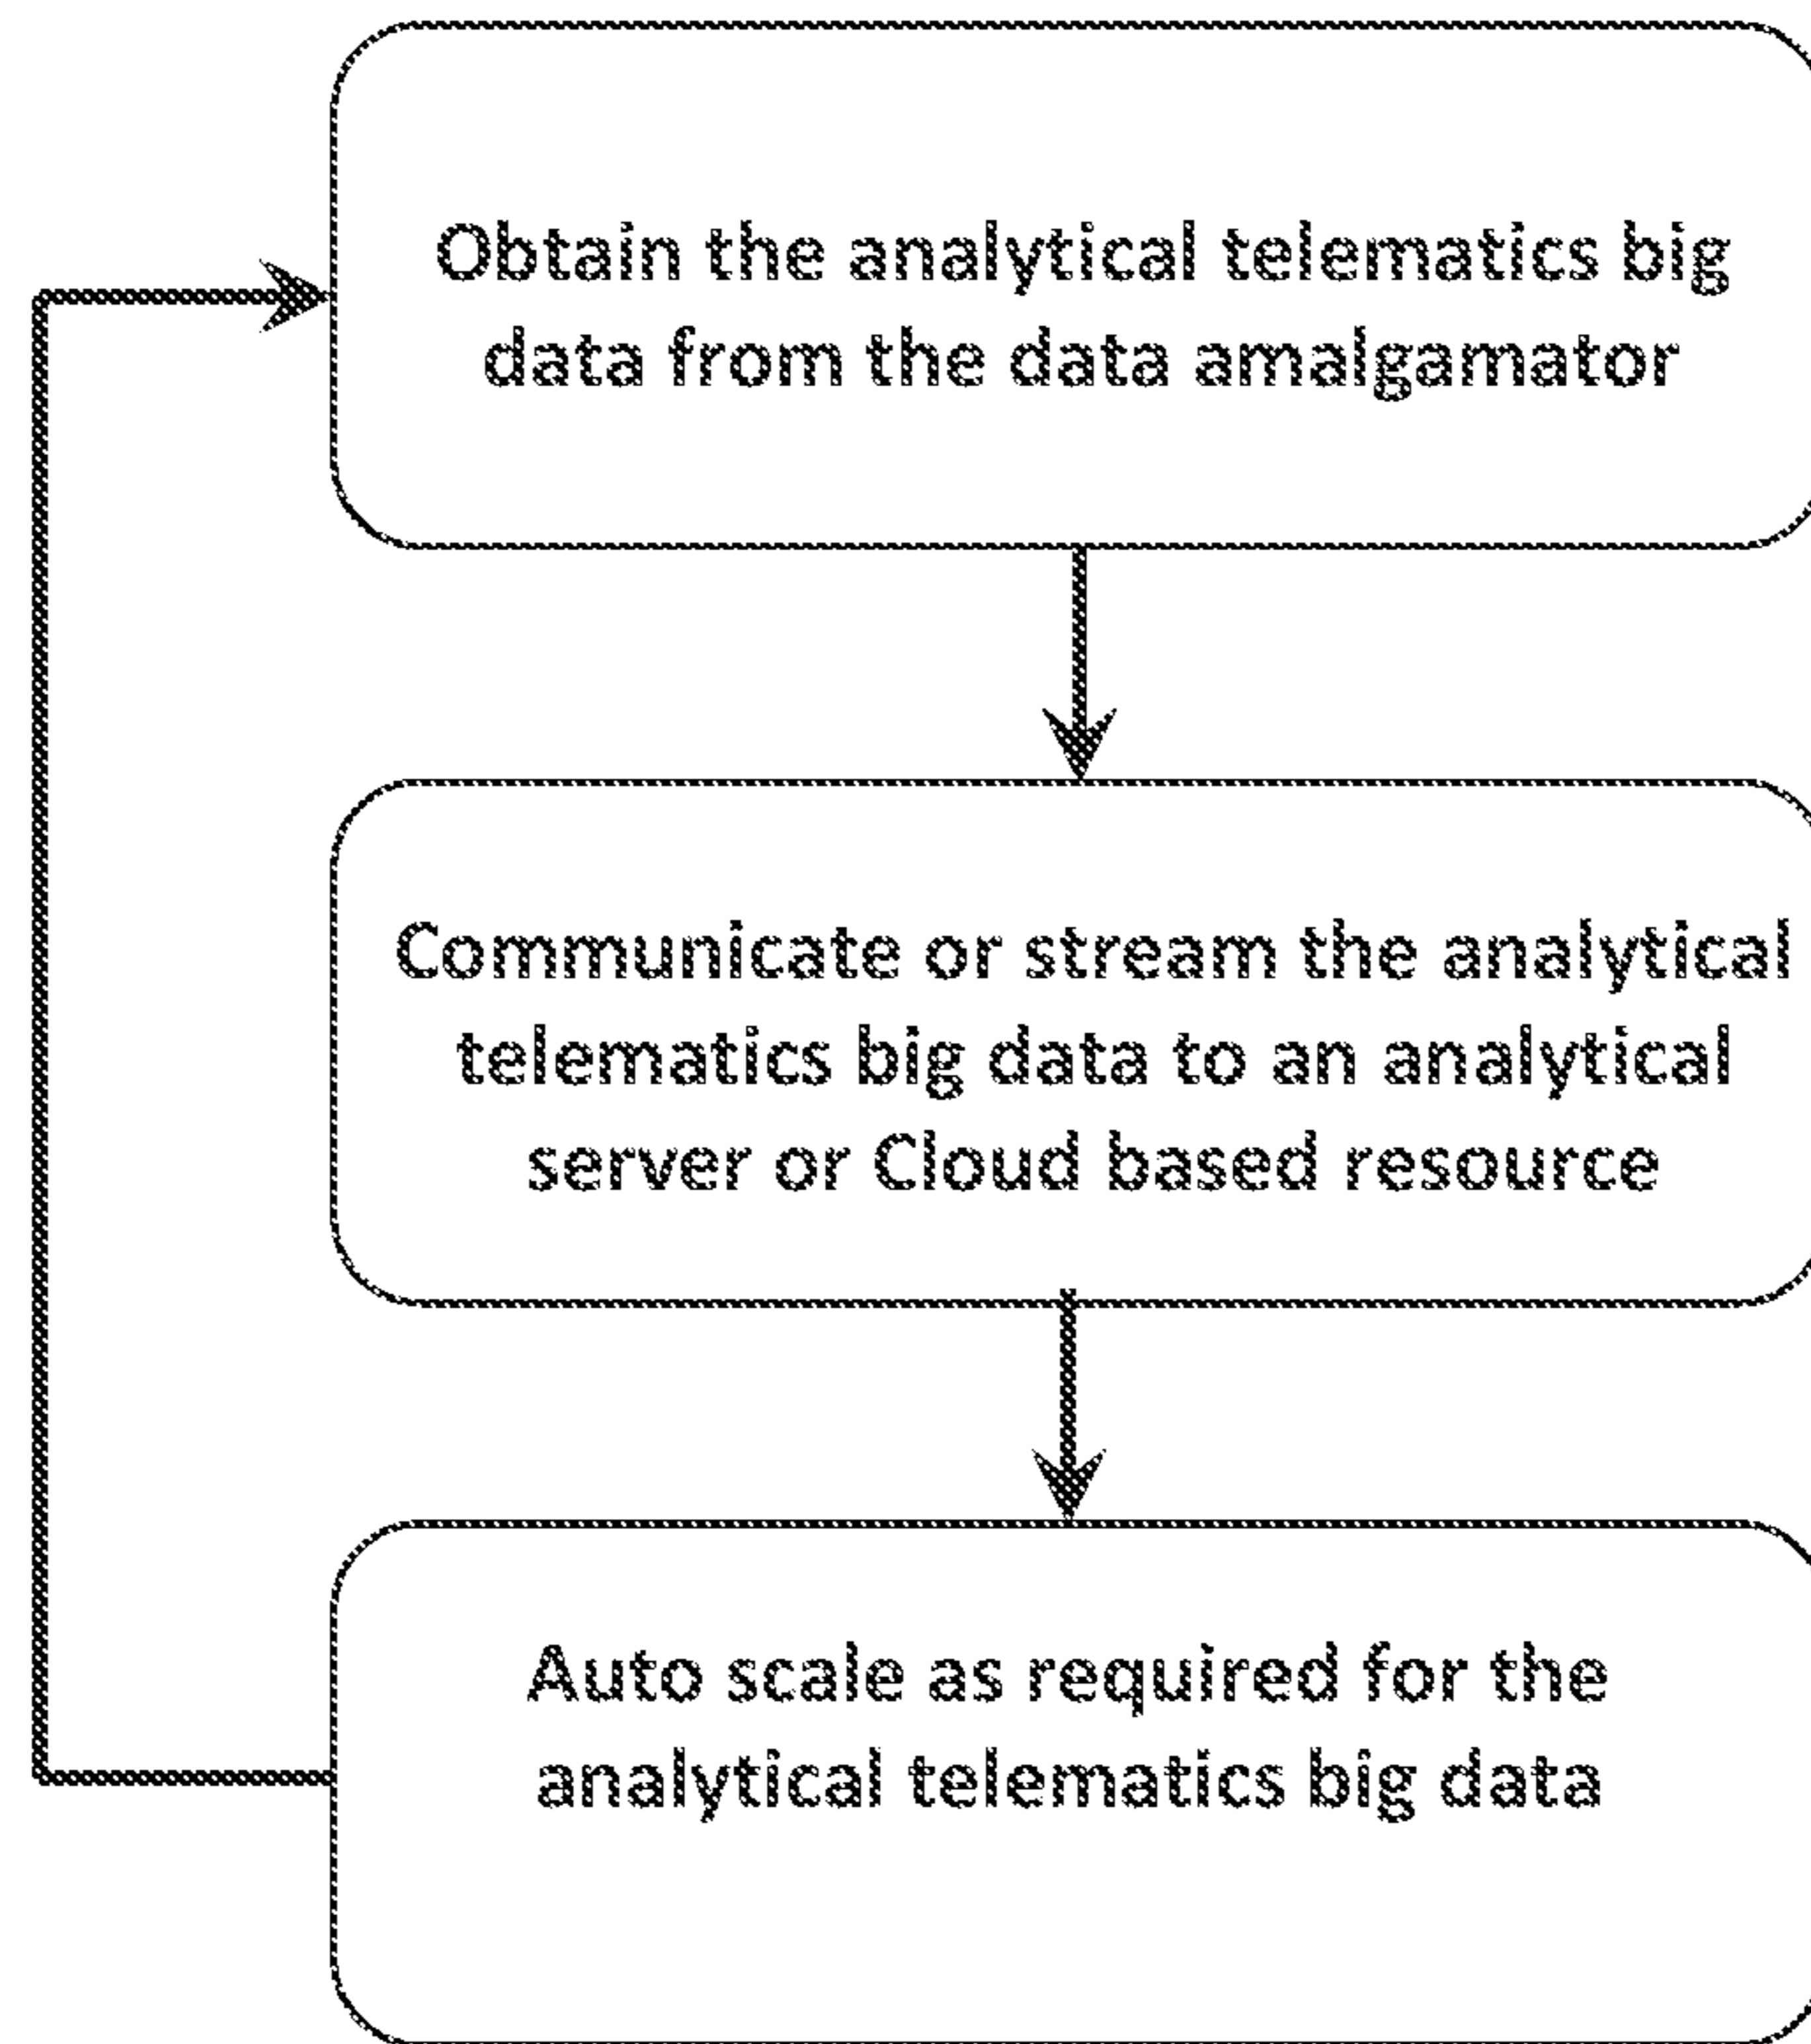 Obtain the analytical telematics big
data from the data amalgamator
Communicate or stream the analytical
telematics big data to an analytical
server or Cloud based resource
Auto scale as required for the
analytical telematics big data